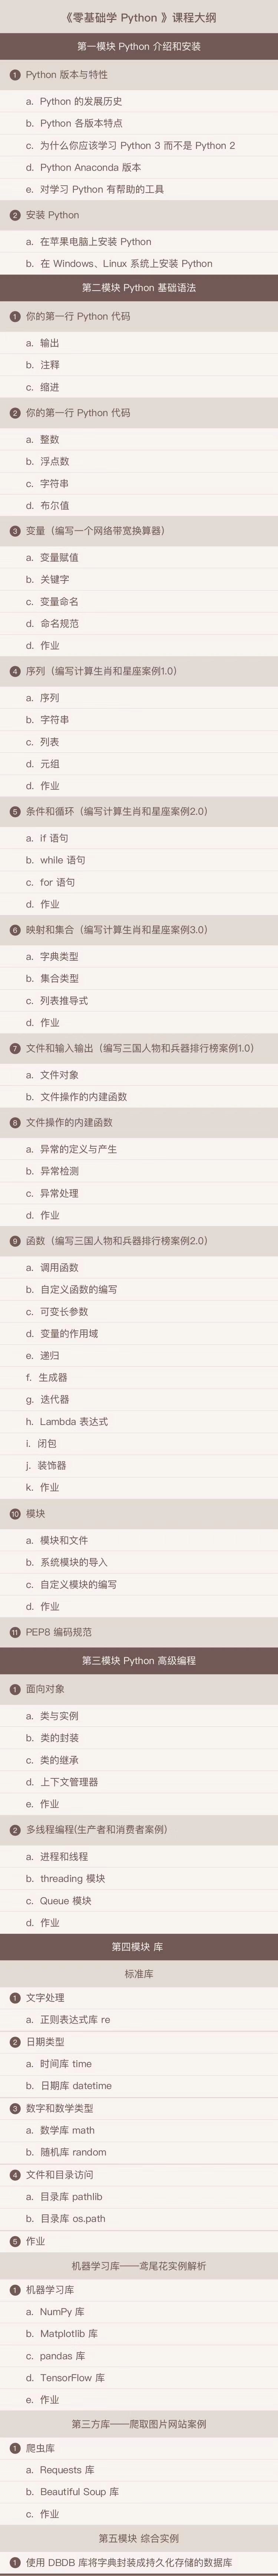 《零基础学 Python 》课程大纲
第一模块 Python 介绍和安装
1 Python 版本与特性
a. Python 的发展历史
b. Python 各版本特点
c. 为什么你应该学习 Python 3 而不是 Python 2
d. Python Anaconda 版本
e. 对学习 Python 有帮助的工具
2 安装 Python
a. 在苹果电脑上安装 Python
b. 在 Windows、Linux 系统上安装 Python
第二模块 Python 基础语法
1 你的第一行 Python 代码
a. 输出
b. 注释
c. 缩进
2 你的第一行 Python 代码
a. 整数
b. 浮点数
c. 字符串
d. 布尔值
3 变量（编写一个网络带宽换算器）
a. 变量赋值
b. 关键字
c. 变量命名
d. 命名规范
d. 作业
4 序列（编写计算生肖和星座案例1.0）
a. 序列
b. 字符串
c. 列表
d. 元组
d. 作业
5 条件和循环（编写计算生肖和星座案例2.0）
a. if 语句
b. while 语句
c. for 语句
d. 作业
6 映射和集合（编写计算生肖和星座案例3.0）
a. 字典类型
b. 集合类型
c. 列表推导式
d. 作业
7 文件和输入输出（编写三国人物和兵器排行榜案例1.0）
a. 文件对象
b. 文件操作的内建函数
8 文件操作的内建函数
a. 异常的定义与产生
b. 异常检测
c. 异常处理
d. 作业
9 函数（编写三国人物和兵器排行榜案例2.0）
a. 调用函数
b. 自定义函数的编写
c. 可变长参数
d. 变量的作用域
e. 递归
f. 生成器
g. 迭代器
h. Lambda 表达式
i. 闭包
j. 装饰器
k. 作业
10 模块
a. 模块和文件
b. 系统模块的导入
c. 自定义模块的编写
d. 作业
11 PEP8 编码规范
第三模块 Python 高级编程
1 面向对象
a. 类与实例
b. 类的封装
c. 类的继承
d. 上下文管理器
e. 作业
2 多线程编程(生产者和消费者案例)
a. 进程和线程
b. threading 模块
c. Queue 模块
d. 作业
第四模块 库
标准库
1 文字处理
a. 正则表达式库 re
2 日期类型
a. 时间库 time
b. 日期库 datetime
3 数字和数学类型
a. 数学库 math
b. 随机库 random
4 文件和目录访问
a. 目录库 pathlib
b. 目录库 os.path
5 作业
机器学习库——鸢尾花实例解析
1 机器学习库
a. NumPy 库
b. Matplotlib 库
c. pandas 库
d. TensorFlow 库
e. 作业
第三方库——爬取图片网站案例
1 爬虫库
a. Requests 库
b. Beautiful Soup 库
c. 作业
第五模块 综合实例
1 使用 DBDB 库将字典封装成持久化存储的数据库